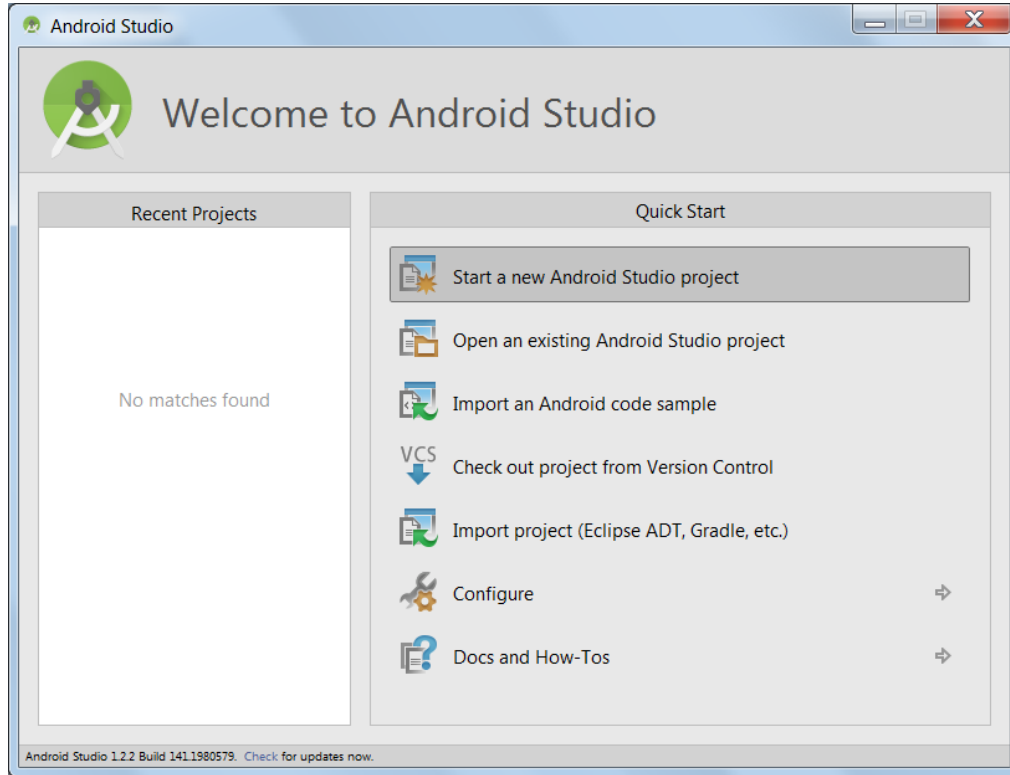 Android Studio
Welcome to Android Studio
Recent Projects
No matches found
Quick Start
Start a new Android Studio project
Open an existing Android Studio project
Import an Android code sample
VCS
Check out project from Version Control
Import project (Eclipse ADT, Gradle, etc.)
Configure
Docs and How-Tos
Android Studio 1.2.2 Build 141.1980579. Check for updates now.